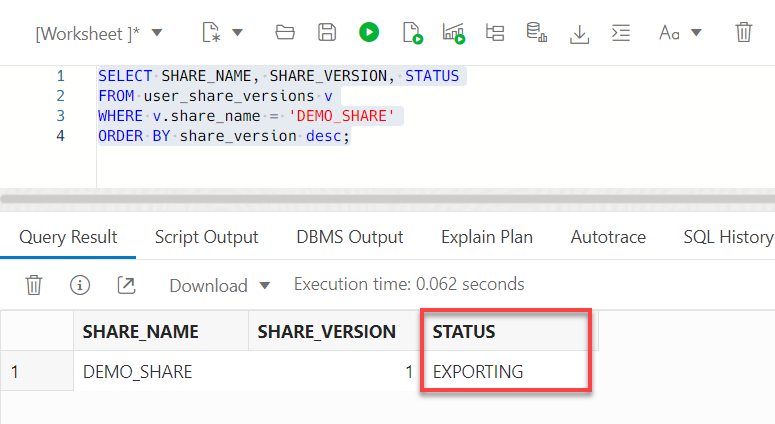 [Worksheet ]*
Aa
1 SELECT SHARE_NAME, SHARE_VERSION, STATUS
2 FROM user_share_versions v
3 WHERE v.share_name = 'DEMO_SHARE'
4 ORDER BY share_version desc;
Query Result Script Output DBMS Output Explain Plan Autotrace SQL History
Download Execution time: 0.062 seconds
SHARE_NAME SHARE_VERSION STATUS
1 DEMO_SHARE 1 EXPORTING